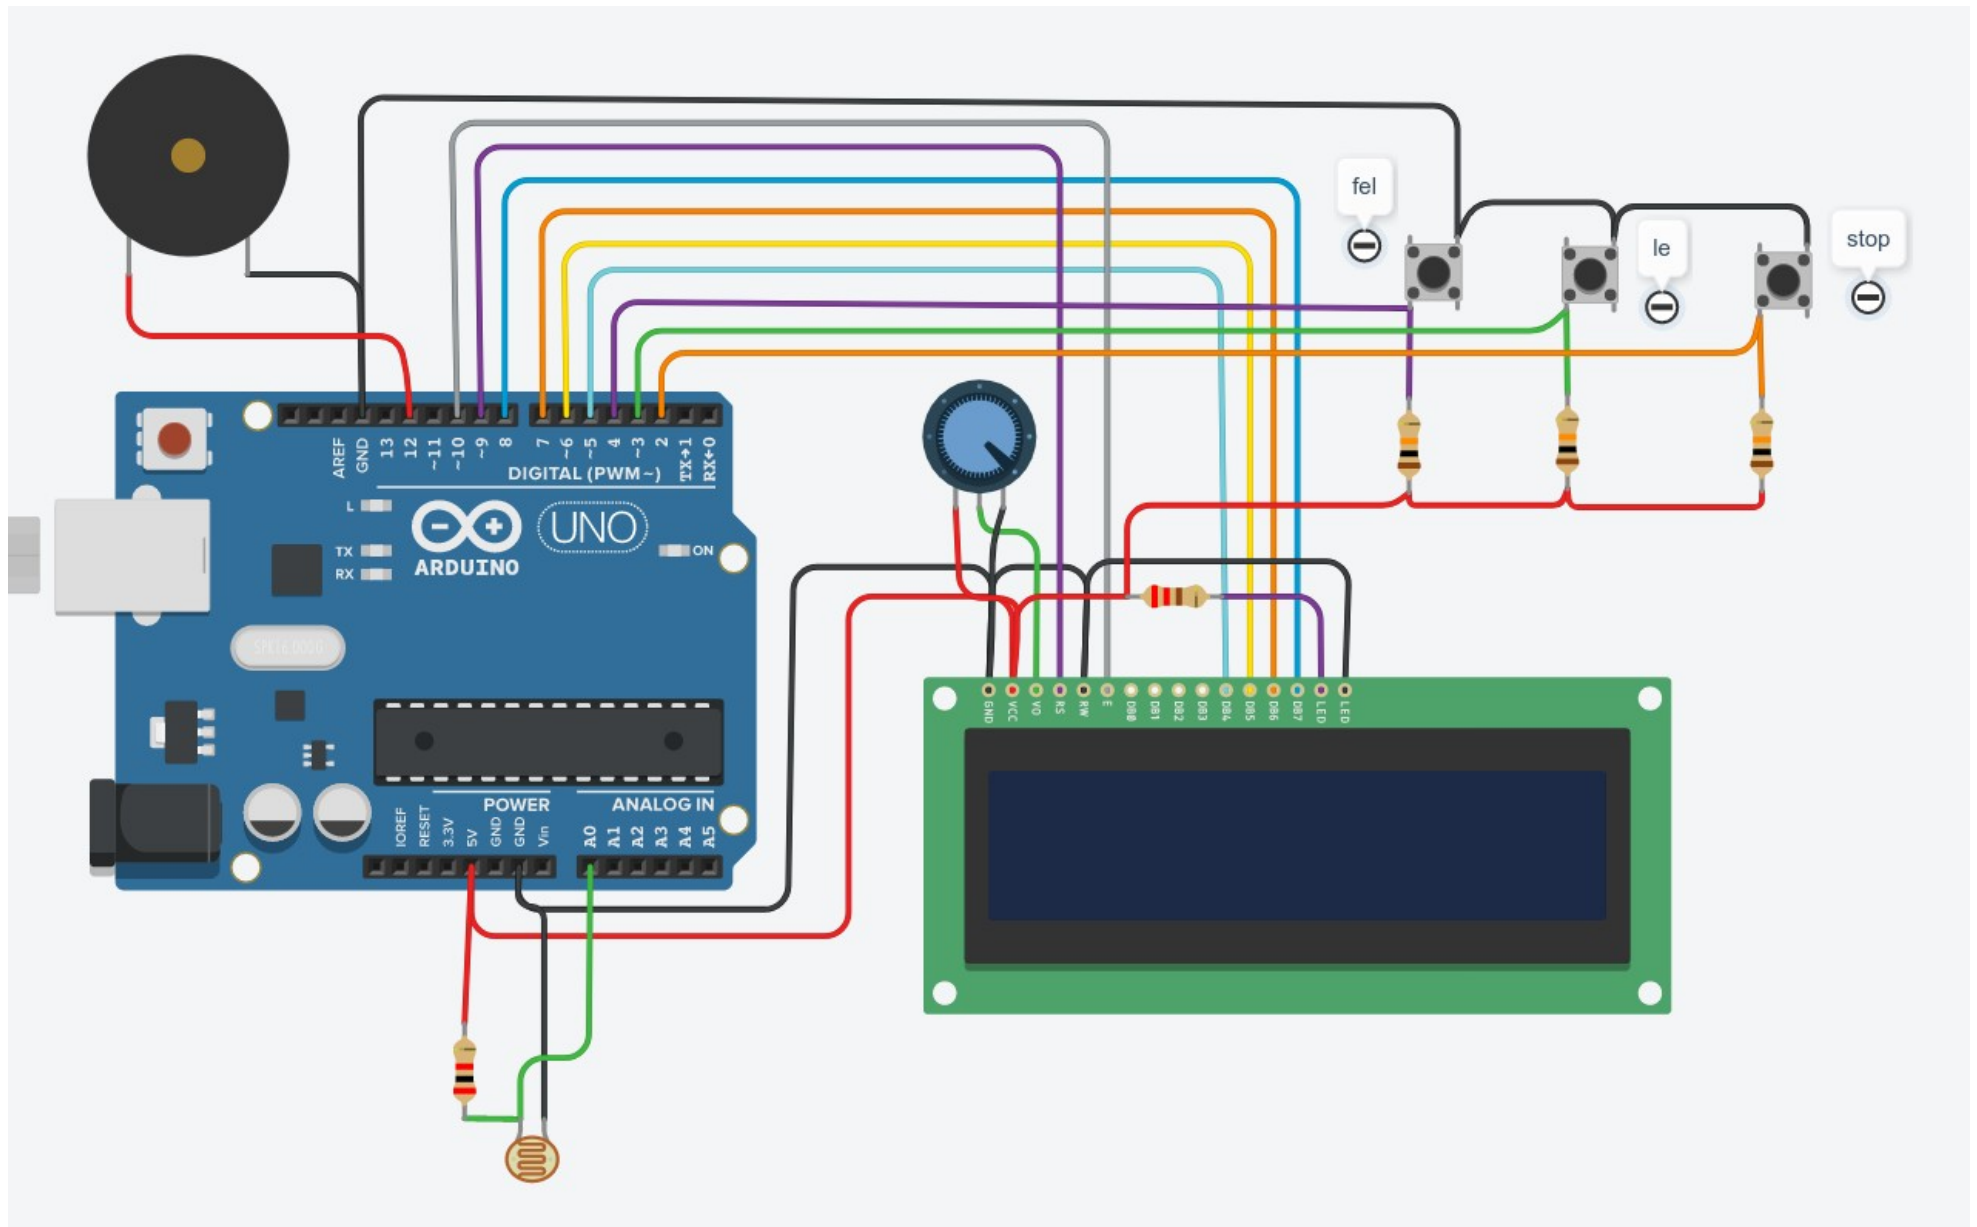 fel
le
stop
AREF
GND
13
12
~11
~10
~9
8
7
~6
~5
4
~3
2
TX→1
RX←0
DIGITAL (PWM ~)
L
TX
RX
UNO
ARDUINO
ON
SPK16.000G
POWER
ANALOG IN
IOREF
RESET
3.3V
5V
GND
GND
Vin
A0
A1
A2
A3
A4
A5
GND
VCC
V0
RS
RW
E
DB0
DB1
DB2
DB3
DB4
DB5
DB6
DB7
LED
LED